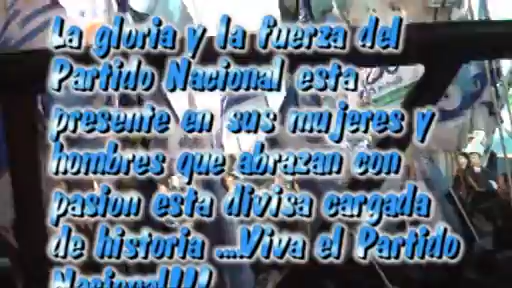 La gloria y la fuerza del
Partido Nacional esta
presente en sus mujeres y
hombres que abrazan con
pasion esta divisa cargada
de historia ...Viva el Partido
Nacional!!!!